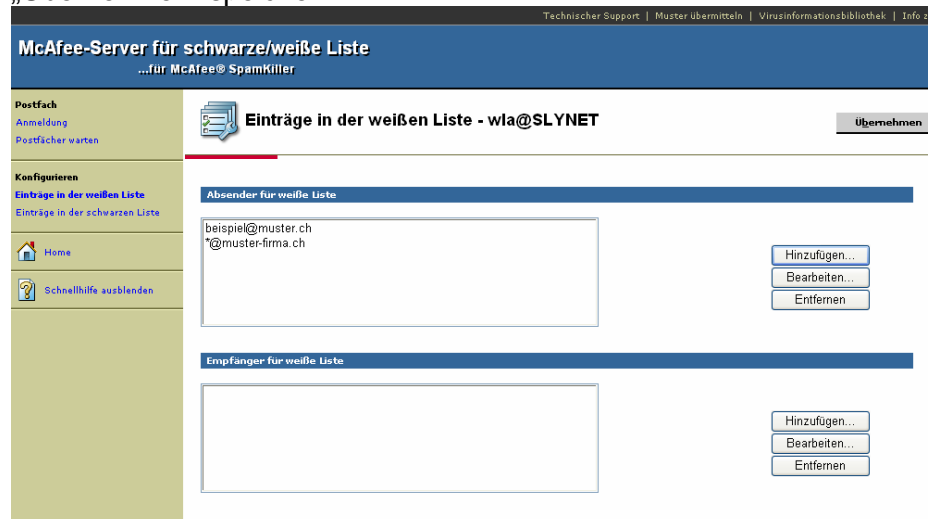 Technischer Support | Muster übermitteln | Virusinformationsbibliothek | Info
McAfee-Server für schwarze/weiße Liste
...für McAfee® SpamKiller
Postfach
Anmeldung
Postfächer warten
Konfigurieren
Einträge in der weißen Liste
Einträge in der schwarzen Liste
Home
Schnellhilfe ausblenden
Einträge in der weißen Liste - wla@SLYNET
Übernehmen
Absender für weiße Liste
beispiel@muster.ch
*@muster-firma.ch
Hinzufügen...
Bearbeiten...
Entfernen
Empfänger für weiße Liste
Hinzufügen...
Bearbeiten...
Entfernen